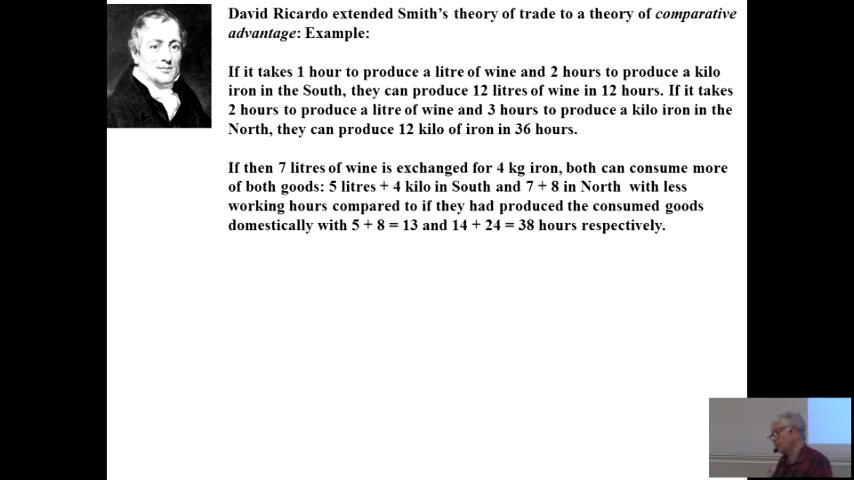 David Ricardo extended Smith's theory of trade to a theory of comparative
advantage: Example:
If it takes 1 hour to produce a litre of wine and 2 hours to produce a kilo
iron in the South, they can produce 12 litres of wine in 12 hours. If it takes
2 hours to produce a litre of wine and 3 hours to produce a kilo iron in the
North, they can produce 12 kilo of iron in 36 hours.
If then 7 litres of wine is exchanged for 4 kg iron, both can consume more
of both goods: 5 litres + 4 kilo in South and 7 + 8 in North with less
working hours compared to if they had produced the consumed goods
domestically with 5 + 8 = 13 and 14 + 24 = 38 hours respectively.